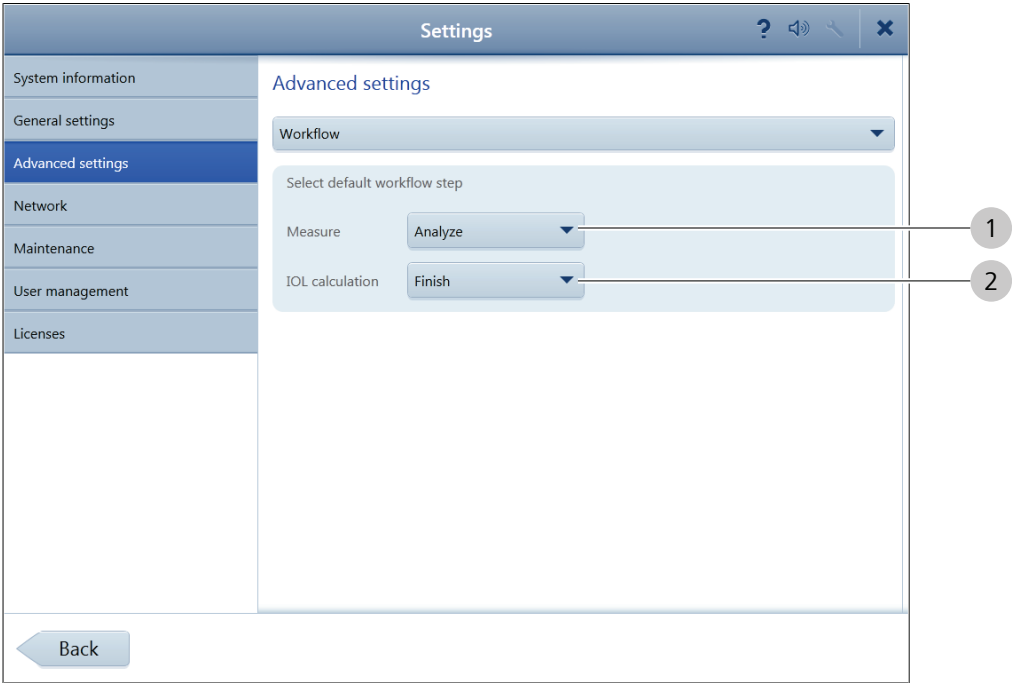 Settings
?
System information
General settings
Advanced settings
Network
Maintenance
User management
Licenses
Advanced settings
Workflow
Select default workflow step
Measure Analyze
IOL calculation Finish
1
2
Back